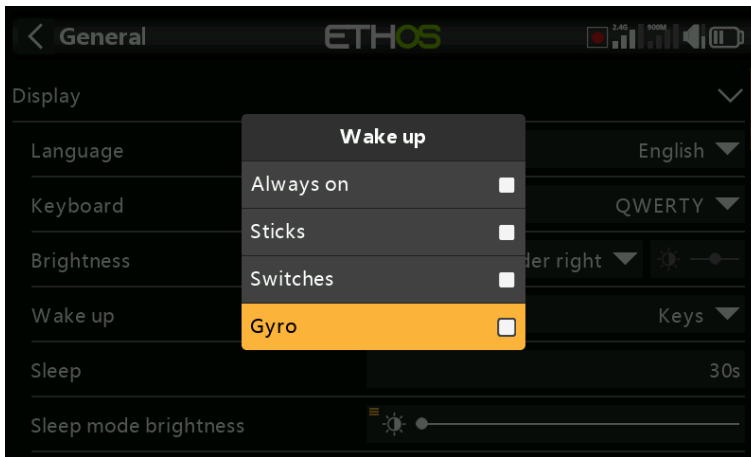 General
ETHOS
2.4G
900M
Display
Wake up
Language
English
Always on
Keyboard
QWERTY
Sticks
Brightness
der right
Switches
Wake up
Keys
Gyro
Sleep
30s
Sleep mode brightness